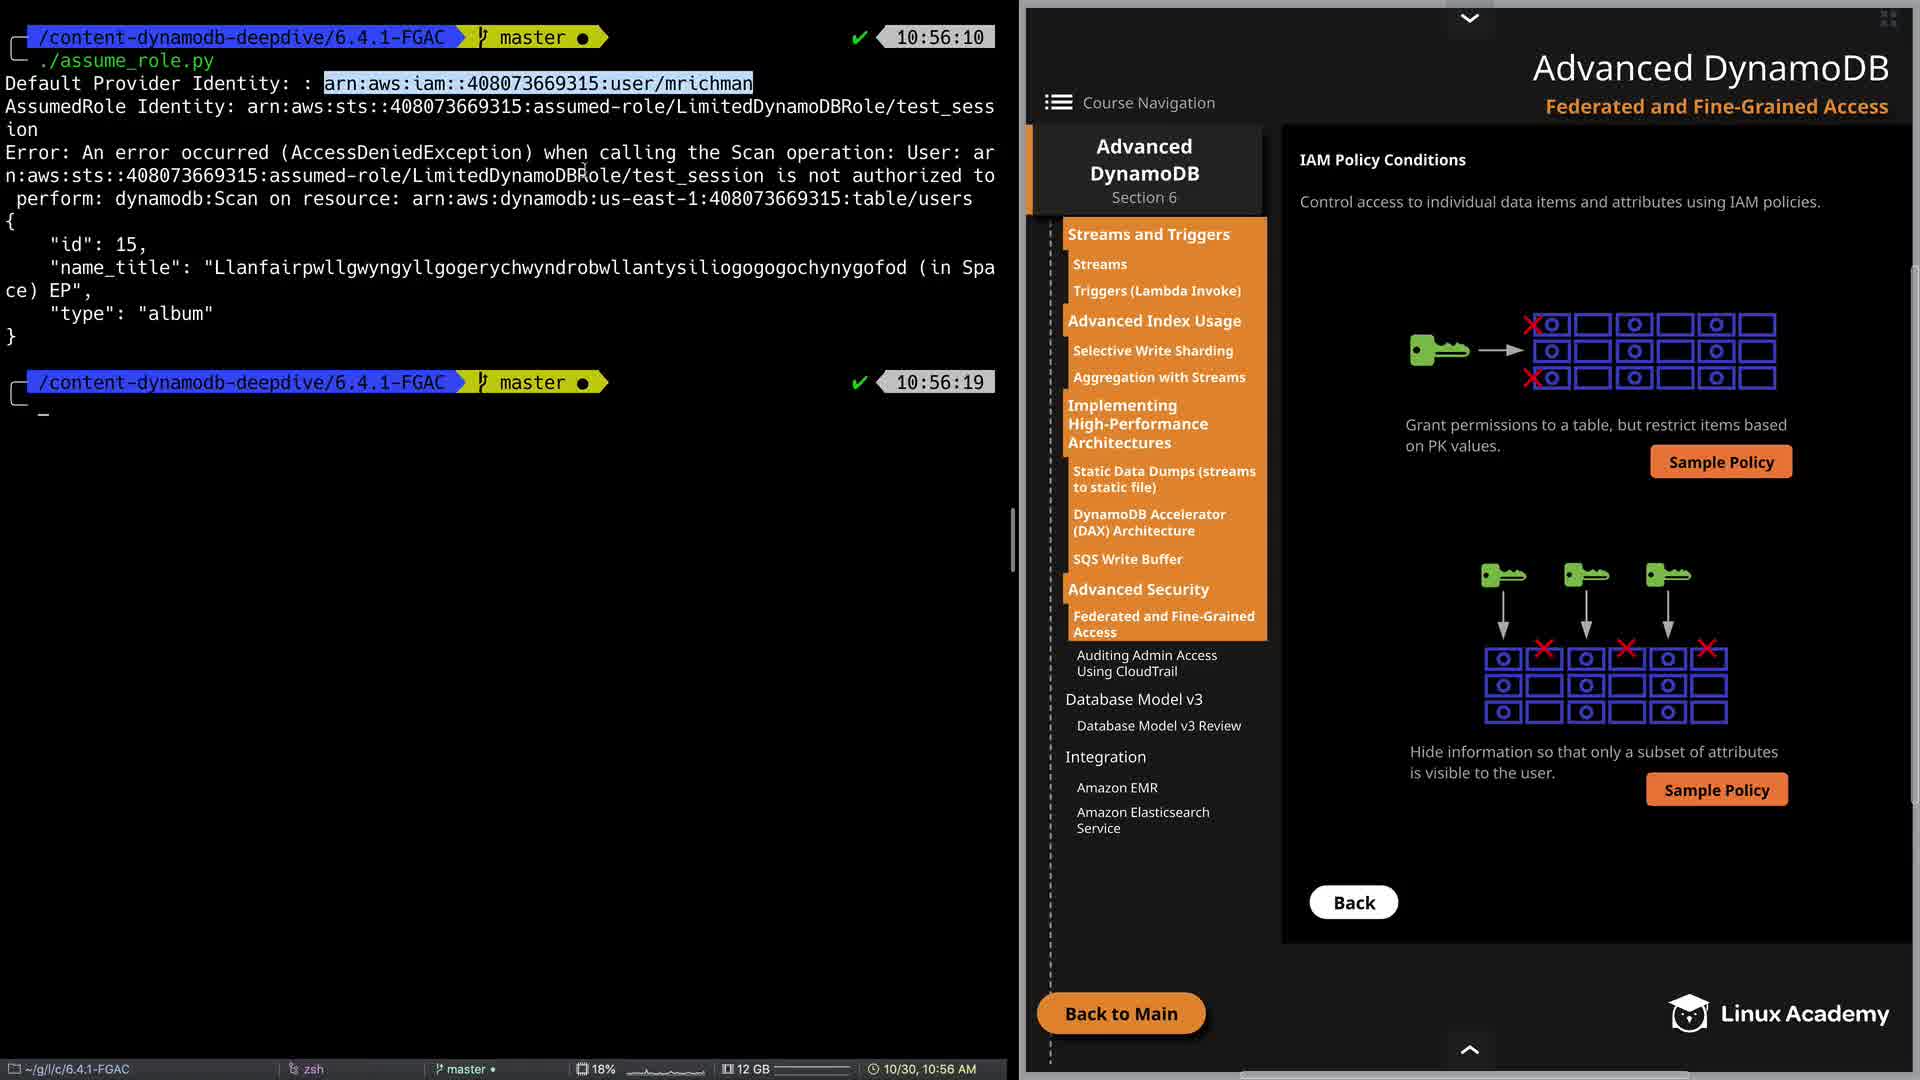 /content-dynamodb-deepdive/6.4.1-FGAC master ● ✔ 10:56:10
./assume_role.py
Default Provider Identity: : arn:aws:iam::408073669315:user/mrichman
AssumedRole Identity: arn:aws:sts::408073669315:assumed-role/LimitedDynamoDBRole/test_sess
ion
Error: An error occurred (AccessDeniedException) when calling the Scan operation: User: ar
n:aws:sts::408073669315:assumed-role/LimitedDynamoDBRole/test_session is not authorized to
perform: dynamodb:Scan on resource: arn:aws:dynamodb:us-east-1:408073669315:table/users
{
"id": 15,
"name_title": "Llanfairpwllgwyngyllgogerychwyndrobwllantysiliogogogochynygofod (in Spa
ce) EP",
"type": "album"
}
/content-dynamodb-deepdive/6.4.1-FGAC master ● ✔ 10:56:19
_
~/g/l/c/6.4.1-FGAC zsh master • 18% 12 GB 10/30, 10:56 AM
Advanced DynamoDB
Federated and Fine-Grained Access
Course Navigation
Advanced
DynamoDB
Section 6
Streams and Triggers
Streams
Triggers (Lambda Invoke)
Advanced Index Usage
Selective Write Sharding
Aggregation with Streams
Implementing
High-Performance
Architectures
Static Data Dumps (streams
to static file)
DynamoDB Accelerator
(DAX) Architecture
SQS Write Buffer
Advanced Security
Federated and Fine-Grained
Access
Auditing Admin Access
Using CloudTrail
Database Model v3
Database Model v3 Review
Integration
Amazon EMR
Amazon Elasticsearch
Service
Back to Main
IAM Policy Conditions
Control access to individual data items and attributes using IAM policies.
Grant permissions to a table, but restrict items based
on PK values.
Sample Policy
Hide information so that only a subset of attributes
is visible to the user.
Sample Policy
Back
Linux Academy